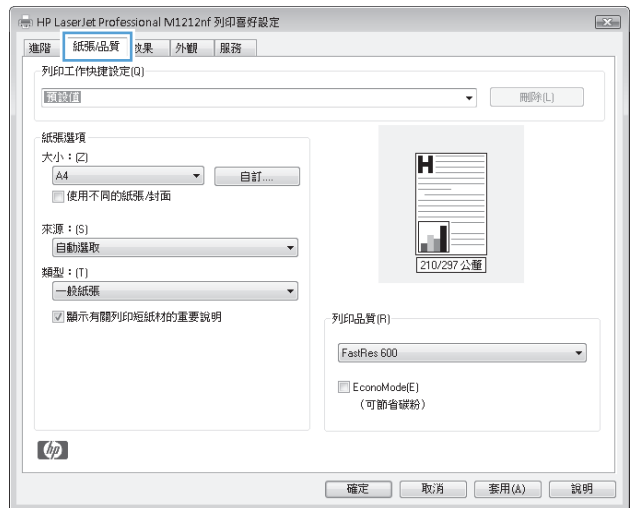 HP LaserJet Professional M1212nf 列印喜好設定
進階 紙張/品質 效果 外觀 服務
列印工作快捷設定(Q)
預設值 刪除(L)
紙張選項
大小：(Z)
A4 自訂....
使用不同的紙張/封面
來源：(S)
自動選取
類型：(T)
一般紙張
顯示有關列印短紙材的重要說明
H
210/297 公釐
列印品質(R)
FastRes 600
EconoMode(E)
(可節省碳粉)
hp
確定 取消 套用(A) 說明